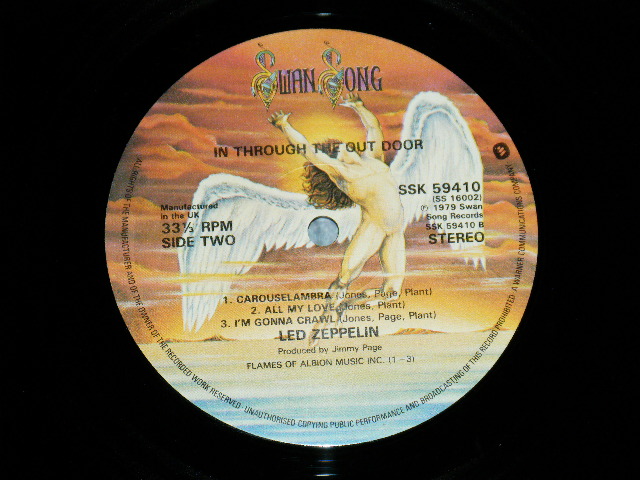 SWAN SONG
IN THROUGH THE OUT DOOR
SSK 59410
(SS 16002)
℗ 1979 Swan
Song Records
SSK 59410 B
STEREO
Manufactured
in the UK
33⅓ RPM
SIDE TWO
1. CAROUSELAMBRA (Jones, Page, Plant)
2. ALL MY LOVE (Jones, Plant)
3. I'M GONNA CRAWL (Jones, Page, Plant)
LED ZEPPELIN
Produced by Jimmy Page
FLAMES OF ALBION MUSIC INC. (1-3)
ALL RIGHTS OF THE MANUFACTURER AND OF THE OWNER OF THE RECORDED WORK RESERVED · UNAUTHORISED COPYING PUBLIC PERFORMANCE AND BROADCASTING OF THIS RECORD PROHIBITED · A WARNER COMMUNICATIONS COMPANY